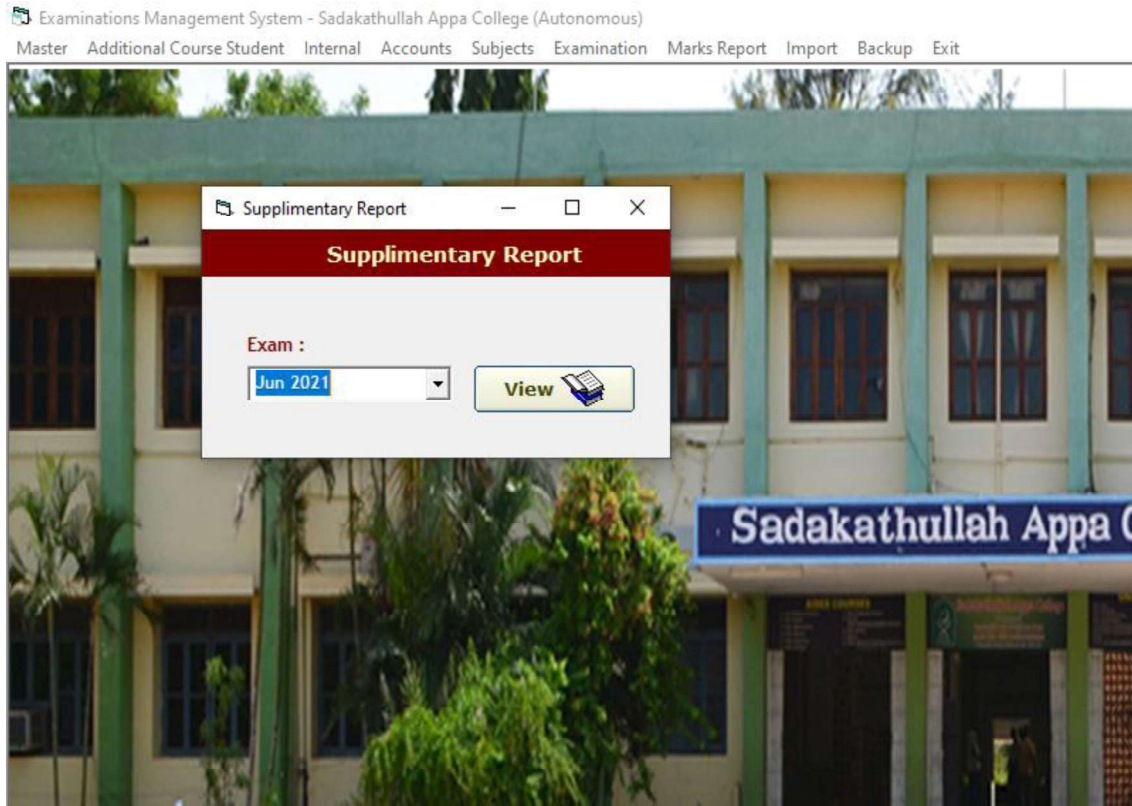 Examinations Management System - Sadakathullah Appa College (Autonomous)
Master Additional Course Student Internal Accounts Subjects Examination Marks Report Import Backup Exit
Supplimentary Report
Supplimentary Report
Exam :
Jun 2021
View
Sadakathullah Appa